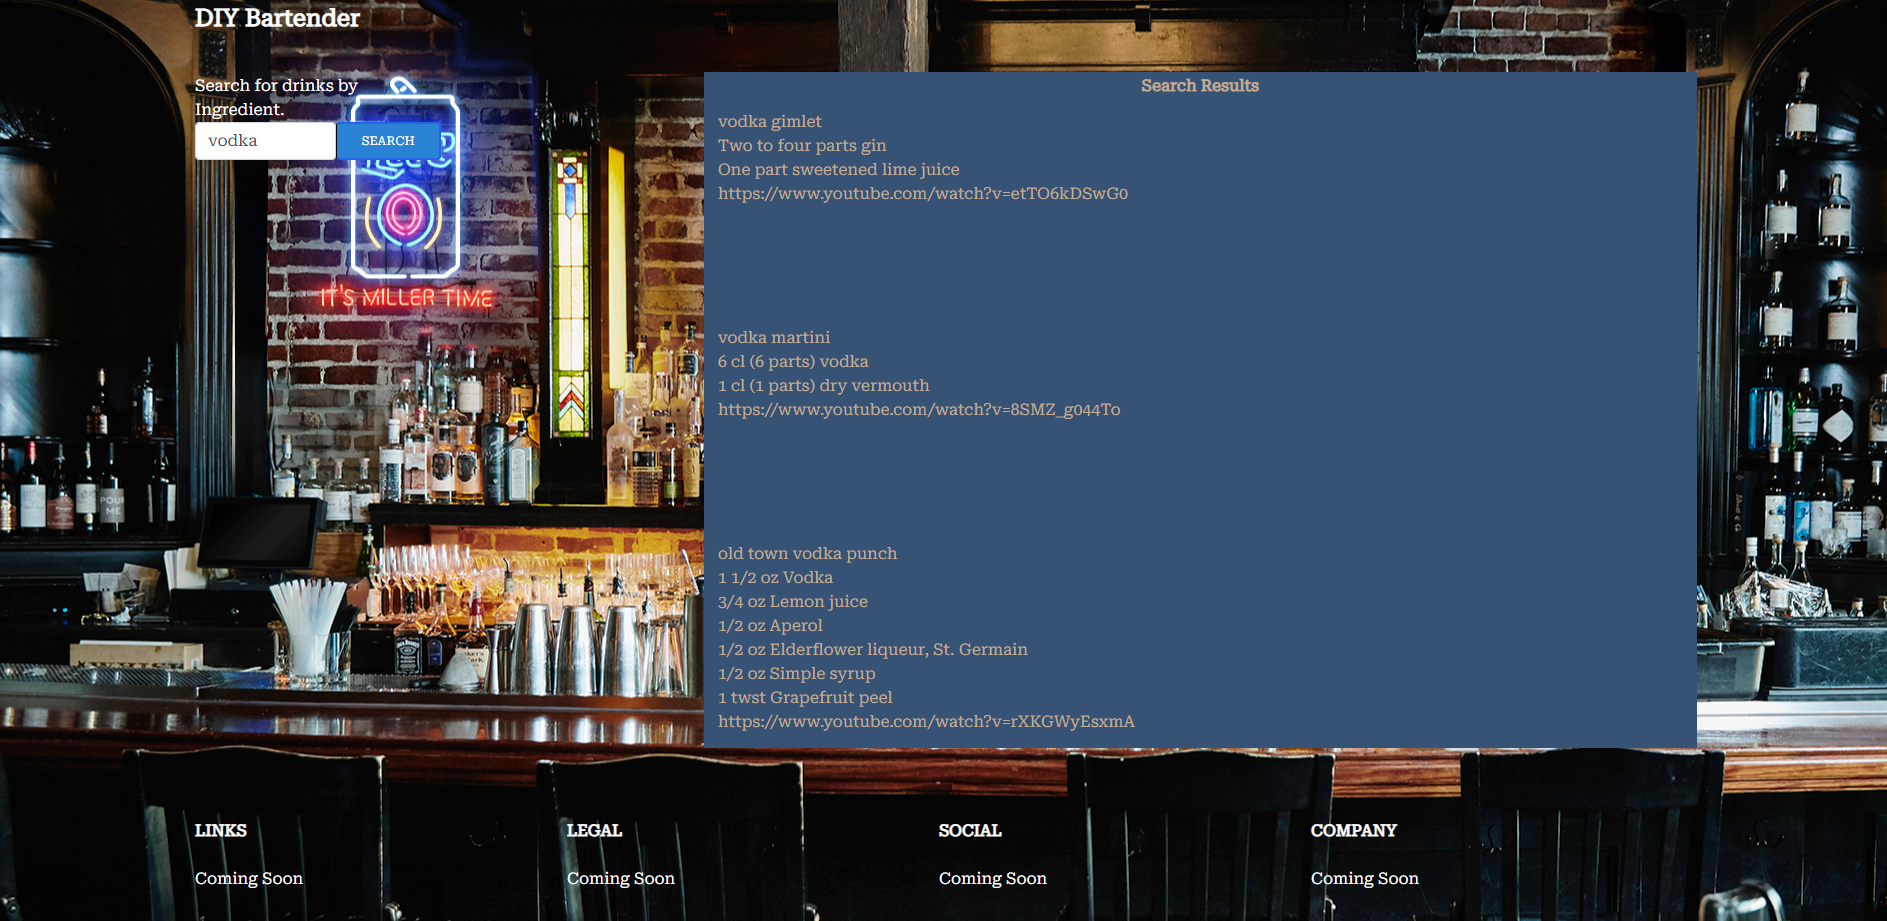 DIY Bartender
Search for drinks by
Ingredient.
vodka
SEARCH
IT'S MILLER TIME
Search Results
vodka gimlet
Two to four parts gin
One part sweetened lime juice
https://www.youtube.com/watch?v=etTO6kDSwG0
vodka martini
6 cl (6 parts) vodka
1 cl (1 parts) dry vermouth
https://www.youtube.com/watch?v=8SMZ_g044To
old town vodka punch
1 1/2 oz Vodka
3/4 oz Lemon juice
1/2 oz Aperol
1/2 oz Elderflower liqueur, St. Germain
1/2 oz Simple syrup
1 twst Grapefruit peel
https://www.youtube.com/watch?v=rXKGWyEsxmA
POUR
ME
LINKS
LEGAL
SOCIAL
COMPANY
Coming Soon
Coming Soon
Coming Soon
Coming Soon